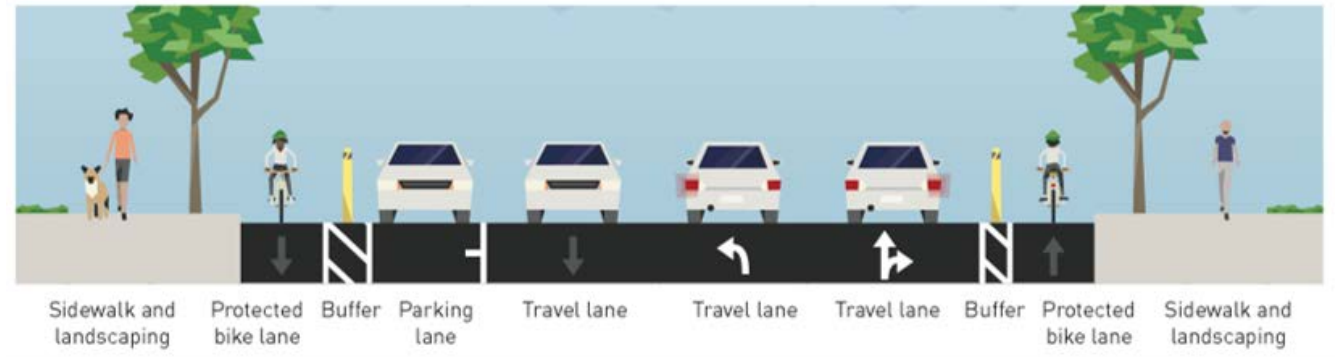 Sidewalk and
landscaping
Protected
bike lane
Buffer
Parking
lane
Travel lane
Travel lane
Travel lane
Buffer
Protected
bike lane
Sidewalk and
landscaping